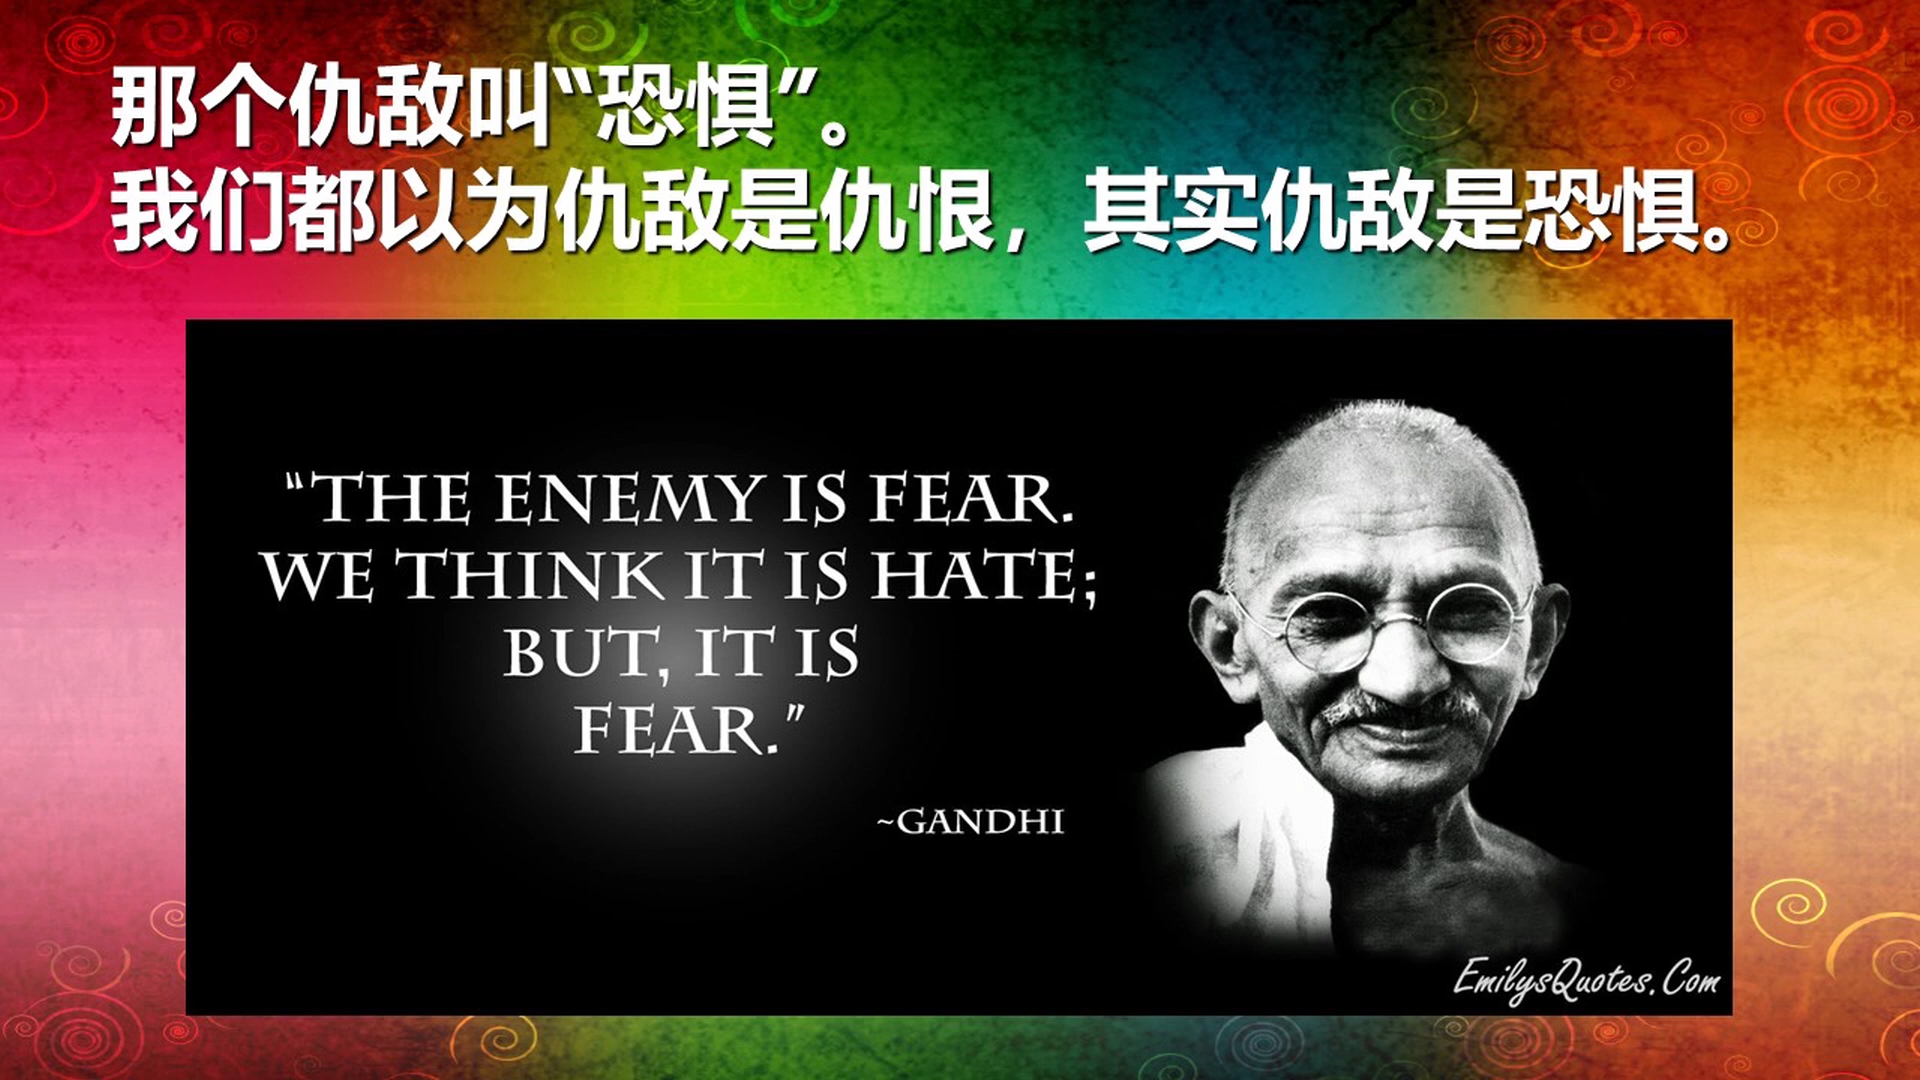 那个仇敌叫“恐惧”。
我们都以为仇敌是仇恨，其实仇敌是恐惧。
“THE ENEMY IS FEAR.
WE THINK IT IS HATE;
BUT, IT IS
FEAR.”
~GANDHI
EmilysQuotes.Com